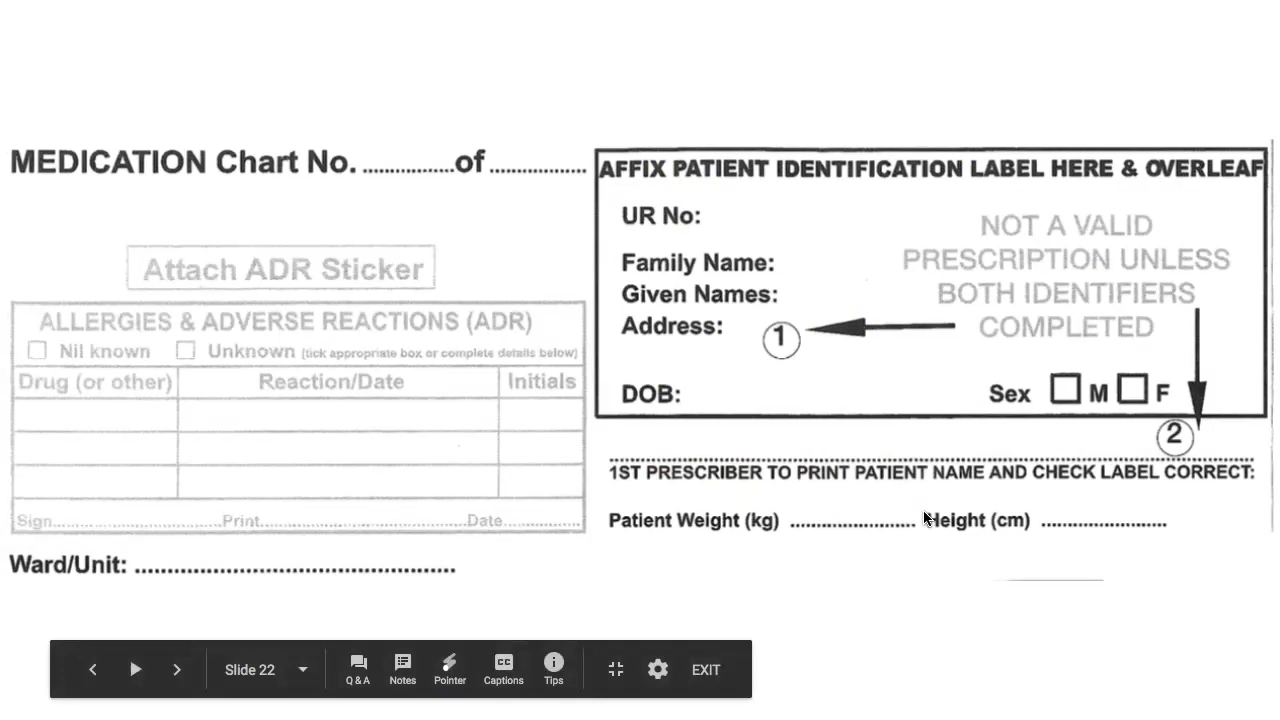 MEDICATION Chart No. ..............of .................
Attach ADR Sticker
ALLERGIES & ADVERSE REACTIONS (ADR)
Nil known Unknown (tick appropriate box or complete details below)
Drug (or other) Reaction/Date Initials
Sign.......................... Print.................................... Date.............
Ward/Unit: ................................................
AFFIX PATIENT IDENTIFICATION LABEL HERE & OVERLEAF
UR No:
Family Name:
Given Names:
Address:
1
DOB:
NOT A VALID
PRESCRIPTION UNLESS
BOTH IDENTIFIERS
COMPLETED
Sex M F
2
1ST PRESCRIBER TO PRINT PATIENT NAME AND CHECK LABEL CORRECT:
Patient Weight (kg) ........................ Height (cm) ........................
Slide 22
Q & A Notes Pointer CC Captions Tips EXIT